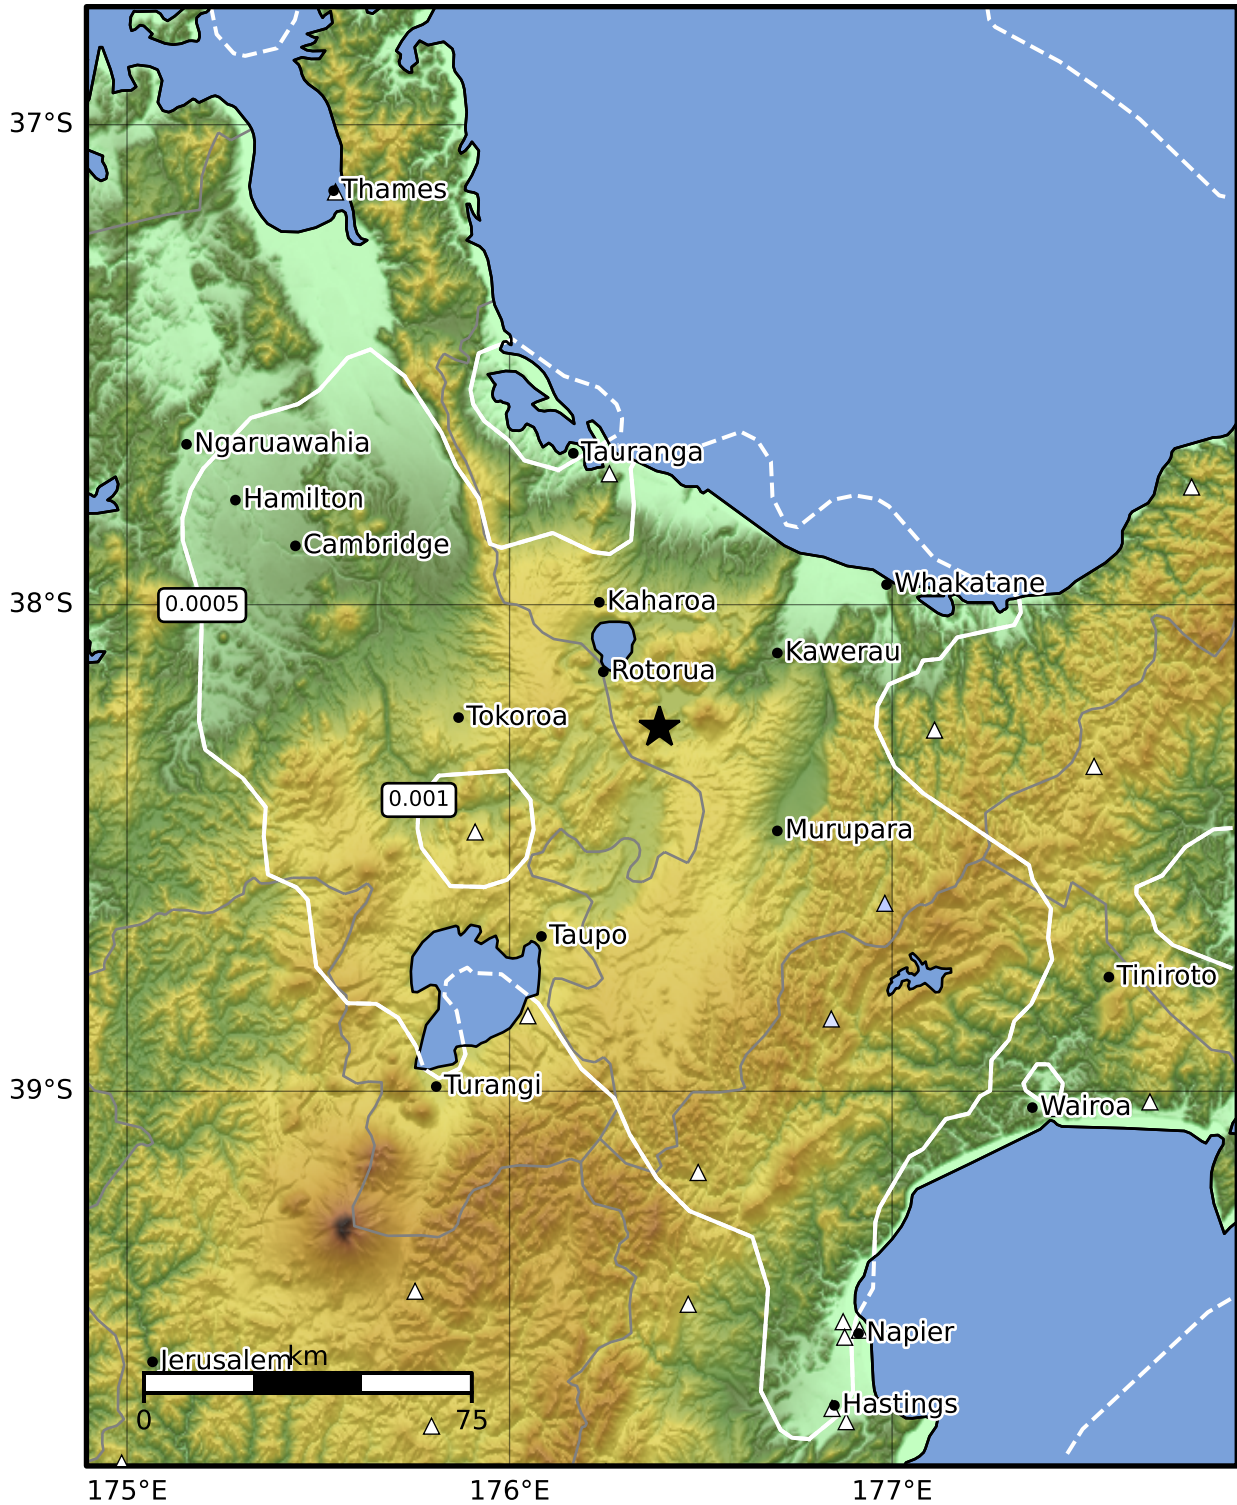 37°S
Thames
Ngaruawahia
Tauranga
Hamilton
Cambridge
Whakatane
0.0005
Kaharoa
38°S
Kawerau
Rotorua
Tokoroa
0.001
Murupara
Taupo
Tiniroto
39°S
Turangi
Wairoa
Napier
Jerusalem
km
Hastings
0
75
175°E
176°E
177°E